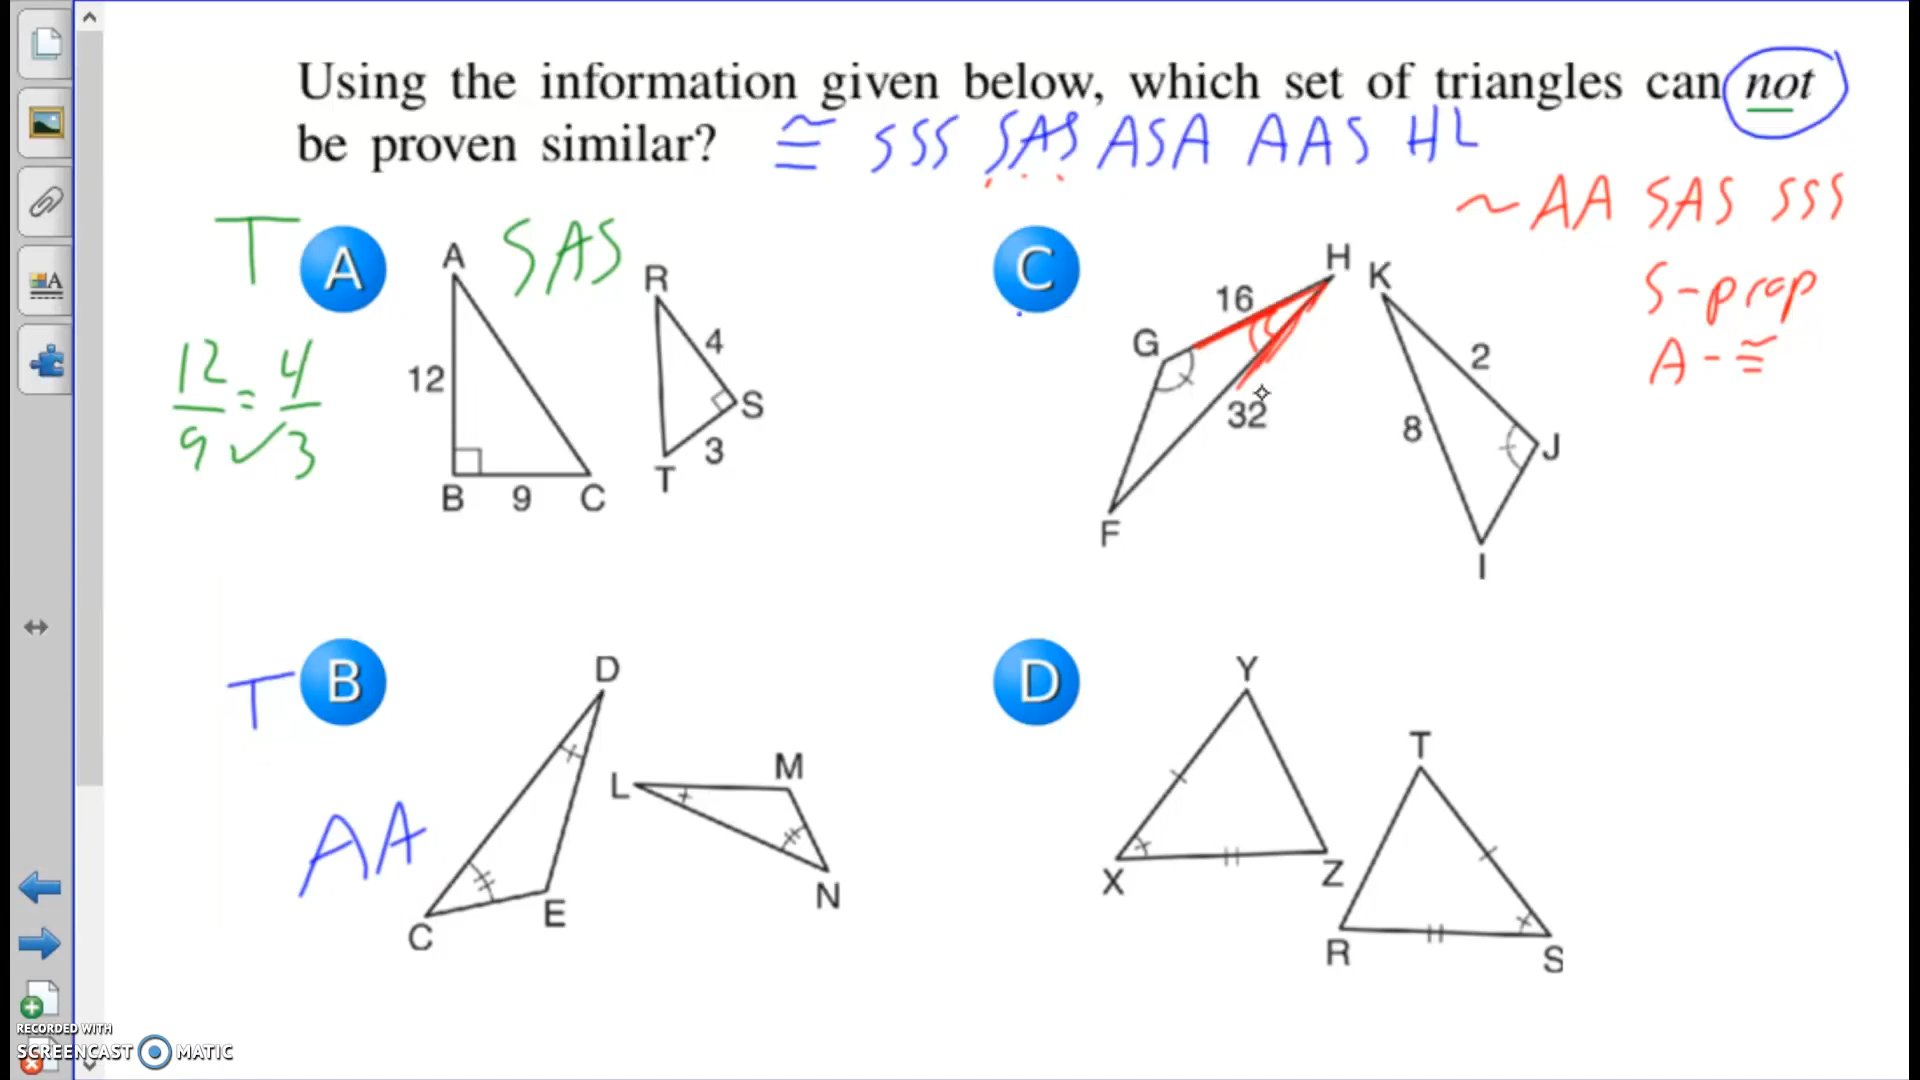 Using the information given below, which set of triangles can not
be proven similar?
≅ SSS SAS ASA AAS HL
~AA SAS SSS
S-prop
A-≅
T
A
SAS
12/9 = 4/3
A
12
B
9
C
R
4
S
3
T
C
H
16
G
32
F
K
2
8
J
I
T
B
AA
D
C
E
L
M
N
D
Y
X
Z
T
R
S
RECORDED WITH
SCREENCAST MATIC